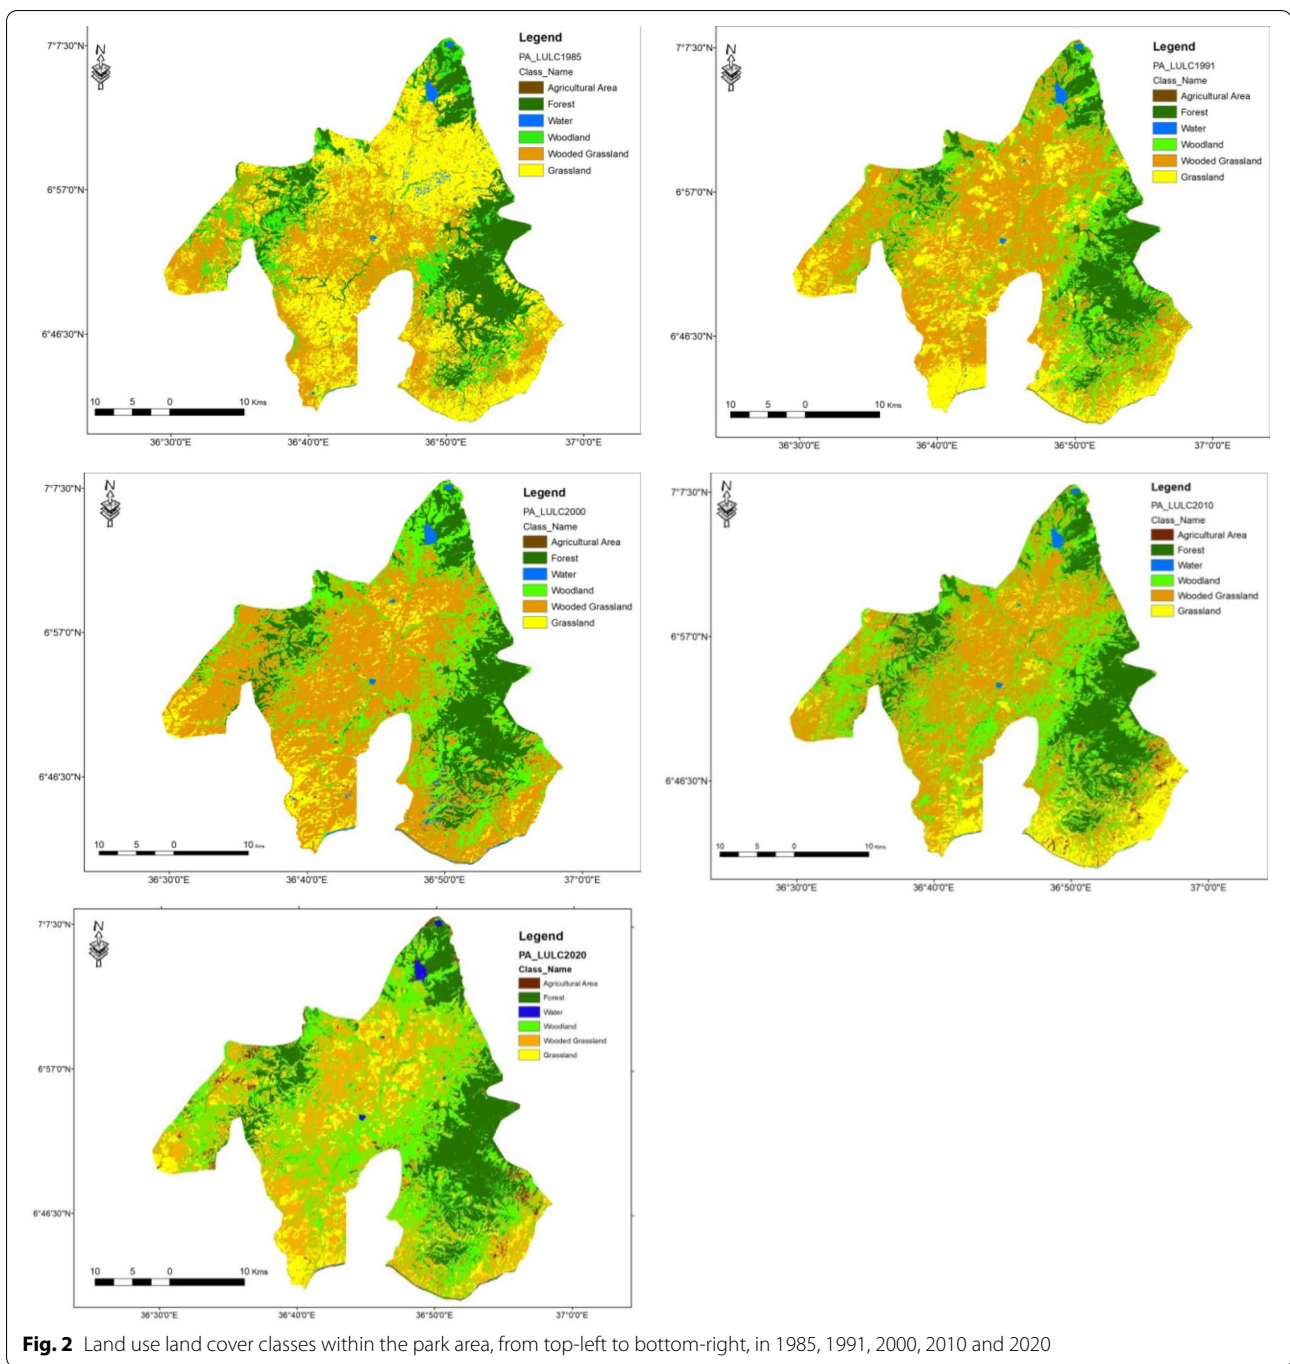 N
7°7'30"N
6°57'0"N
6°46'30"N
Legend
PA_LULC1985
Class_Name
Agricultural Area
Forest
Water
Woodland
Wooded Grassland
Grassland
10 5 0 10 Kms
36°30'0"E 36°40'0"E 36°50'0"E 37°0'0"E
N
7°7'30"N
6°57'0"N
6°46'30"N
Legend
PA_LULC1991
Class_Name
Agricultural Area
Forest
Water
Woodland
Wooded Grassland
Grassland
10 5 0 10 Kms
36°30'0"E 36°40'0"E 36°50'0"E 37°0'0"E
N
7°7'30"N
6°57'0"N
6°46'30"N
Legend
PA_LULC2000
Class_Name
Agricultural Area
Forest
Water
Woodland
Wooded Grassland
Grassland
10 5 0 10 Kms
36°30'0"E 36°40'0"E 36°50'0"E 37°0'0"E
N
7°7'30"N
6°57'0"N
6°46'30"N
Legend
PA_LULC2010
Class_Name
Agricultural Area
Forest
Water
Woodland
Wooded Grassland
Grassland
10 5 0 10 Kms
36°30'0"E 36°40'0"E 36°50'0"E 37°0'0"E
N
7°7'30"N
6°57'0"N
6°46'30"N
Legend
PA_LULC2020
Class_Name
Agricultural Area
Forest
Water
Woodland
Wooded Grassland
Grassland
10 5 0 10 Kms
36°30'0"E 36°40'0"E 36°50'0"E 37°0'0"E
Fig. 2 Land use land cover classes within the park area, from top-left to bottom-right, in 1985, 1991, 2000, 2010 and 2020